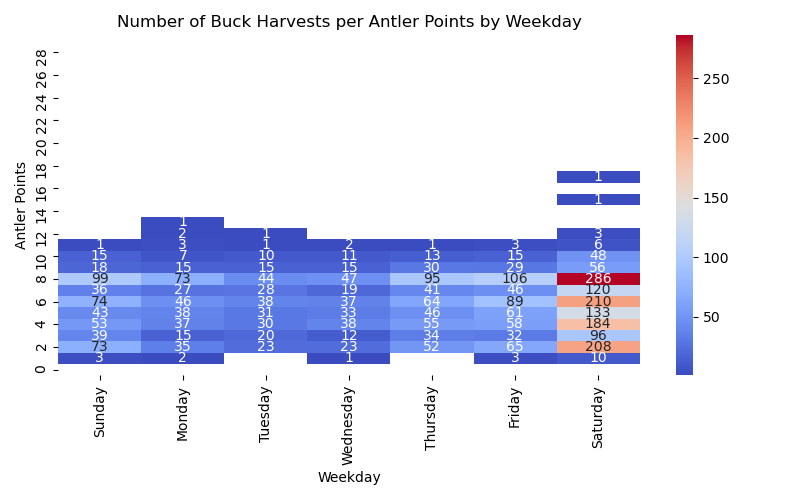 Number of Buck Harvests per Antler Points by Weekday
Antler Points
28
26
24
22
20
18
16
14
12
10
8
6
4
2
0
1
1
1
2 1 3
1 3 1 2 1 3 6
15 7 10 11 13 15 48
18 15 15 15 30 29 56
99 73 44 47 95 106 286
36 27 28 19 41 46 120
74 46 38 37 64 89 210
43 38 31 33 46 61 133
53 37 30 38 55 58 184
39 15 20 12 34 32 96
73 35 23 23 52 65 208
3 2 1 3 10
Sunday
Monday
Tuesday
Wednesday
Thursday
Friday
Saturday
Weekday
250
200
150
100
50